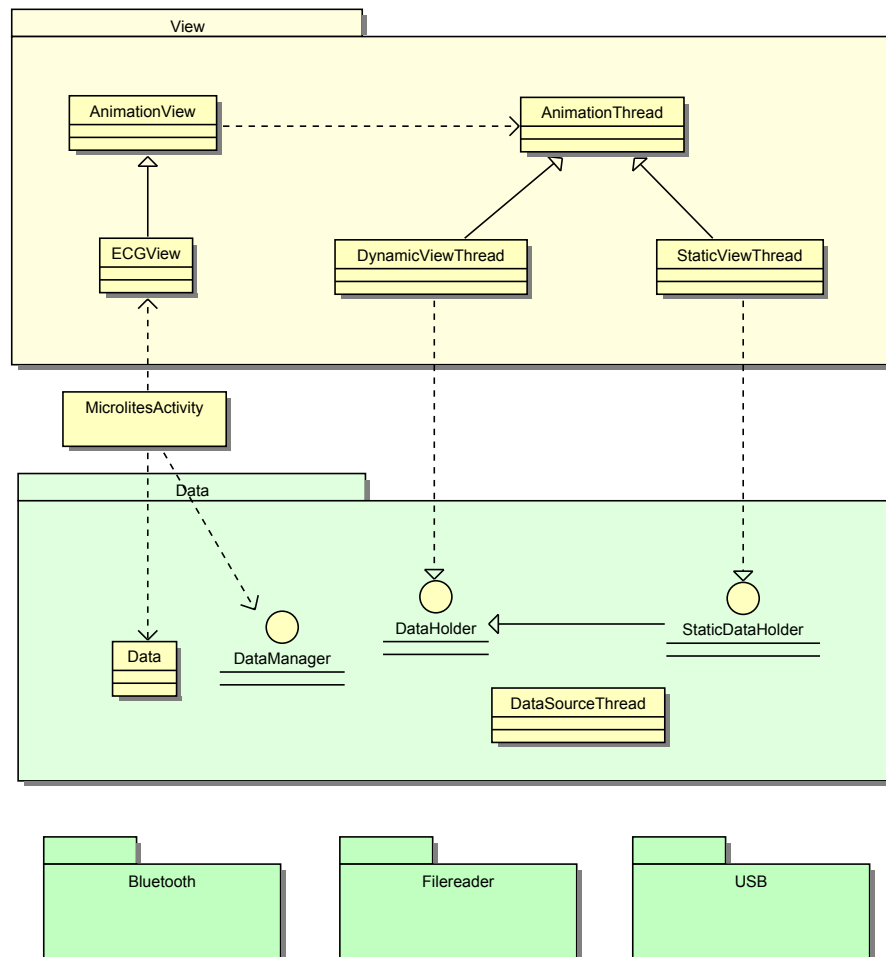 View
AnimationView
AnimationThread
ECGView
DynamicViewThread
StaticViewThread
MicrolitesActivity
Data
DataHolder
StaticDataHolder
Data
DataManager
DataSourceThread
Bluetooth
Filereader
USB